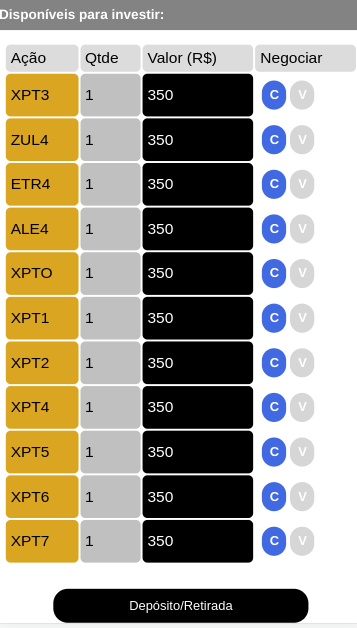 Disponíveis para investir:
Ação Qtde Valor (R$) Negociar
XPT3 1 350 C V
ZUL4 1 350 C V
ETR4 1 350 C V
ALE4 1 350 C V
XPTO 1 350 C V
XPT1 1 350 C V
XPT2 1 350 C V
XPT4 1 350 C V
XPT5 1 350 C V
XPT6 1 350 C V
XPT7 1 350 C V
Depósito/Retirada